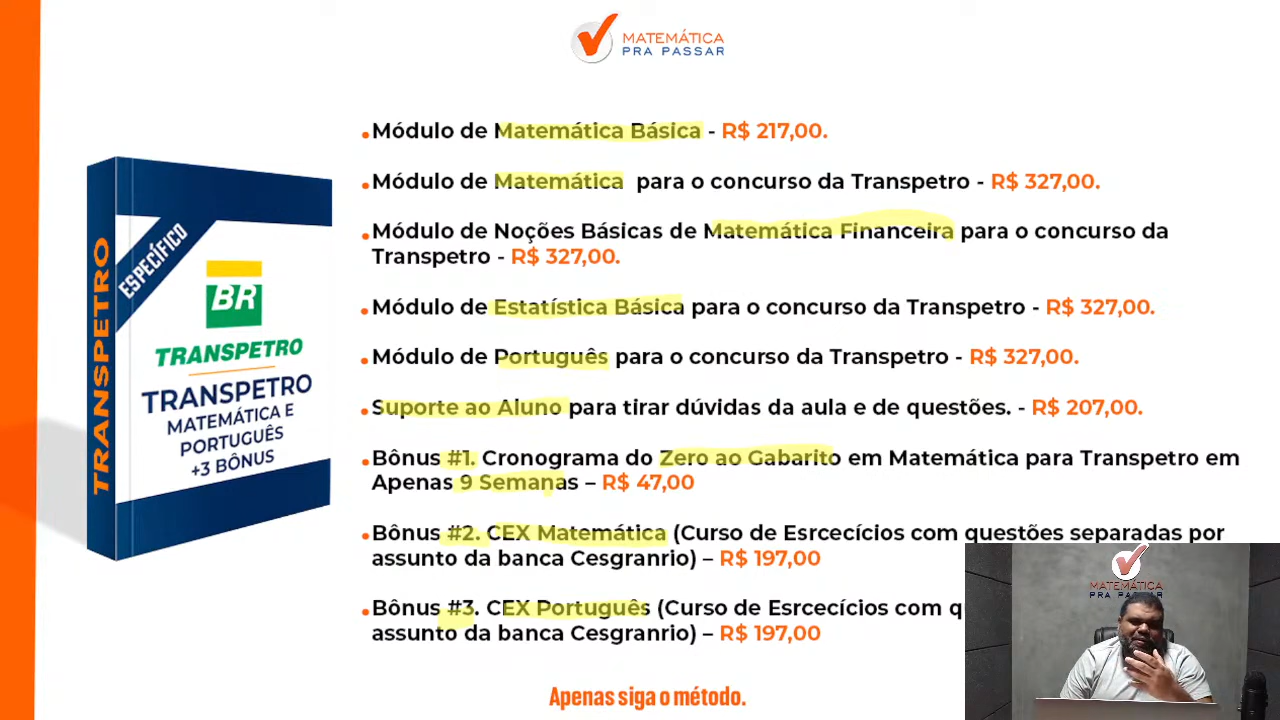 MATEMÁTICA
PRA PASSAR
Módulo de Matemática Básica - R$ 217,00.
Módulo de Matemática para o concurso da Transpetro - R$ 327,00.
Módulo de Noções Básicas de Matemática Financeira para o concurso da
Transpetro - R$ 327,00.
Módulo de Estatística Básica para o concurso da Transpetro - R$ 327,00.
Módulo de Português para o concurso da Transpetro - R$ 327,00.
Suporte ao Aluno para tirar dúvidas da aula e de questões. - R$ 207,00.
Bônus #1. Cronograma do Zero ao Gabarito em Matemática para Transpetro em
Apenas 9 Semanas – R$ 47,00
Bônus #2. CEX Matemática (Curso de Esrcecícios com questões separadas por
assunto da banca Cesgranrio) – R$ 197,00
Bônus #3. CEX Português (Curso de Esrcecícios com q
assunto da banca Cesgranrio) – R$ 197,00
TRANSPETRO
ESPECÍFICO
BR
TRANSPETRO
TRANSPETRO
MATEMÁTICA E
PORTUGUÊS
+3 BÔNUS
MATEMÁTICA
PRA PASSAR
Apenas siga o método.